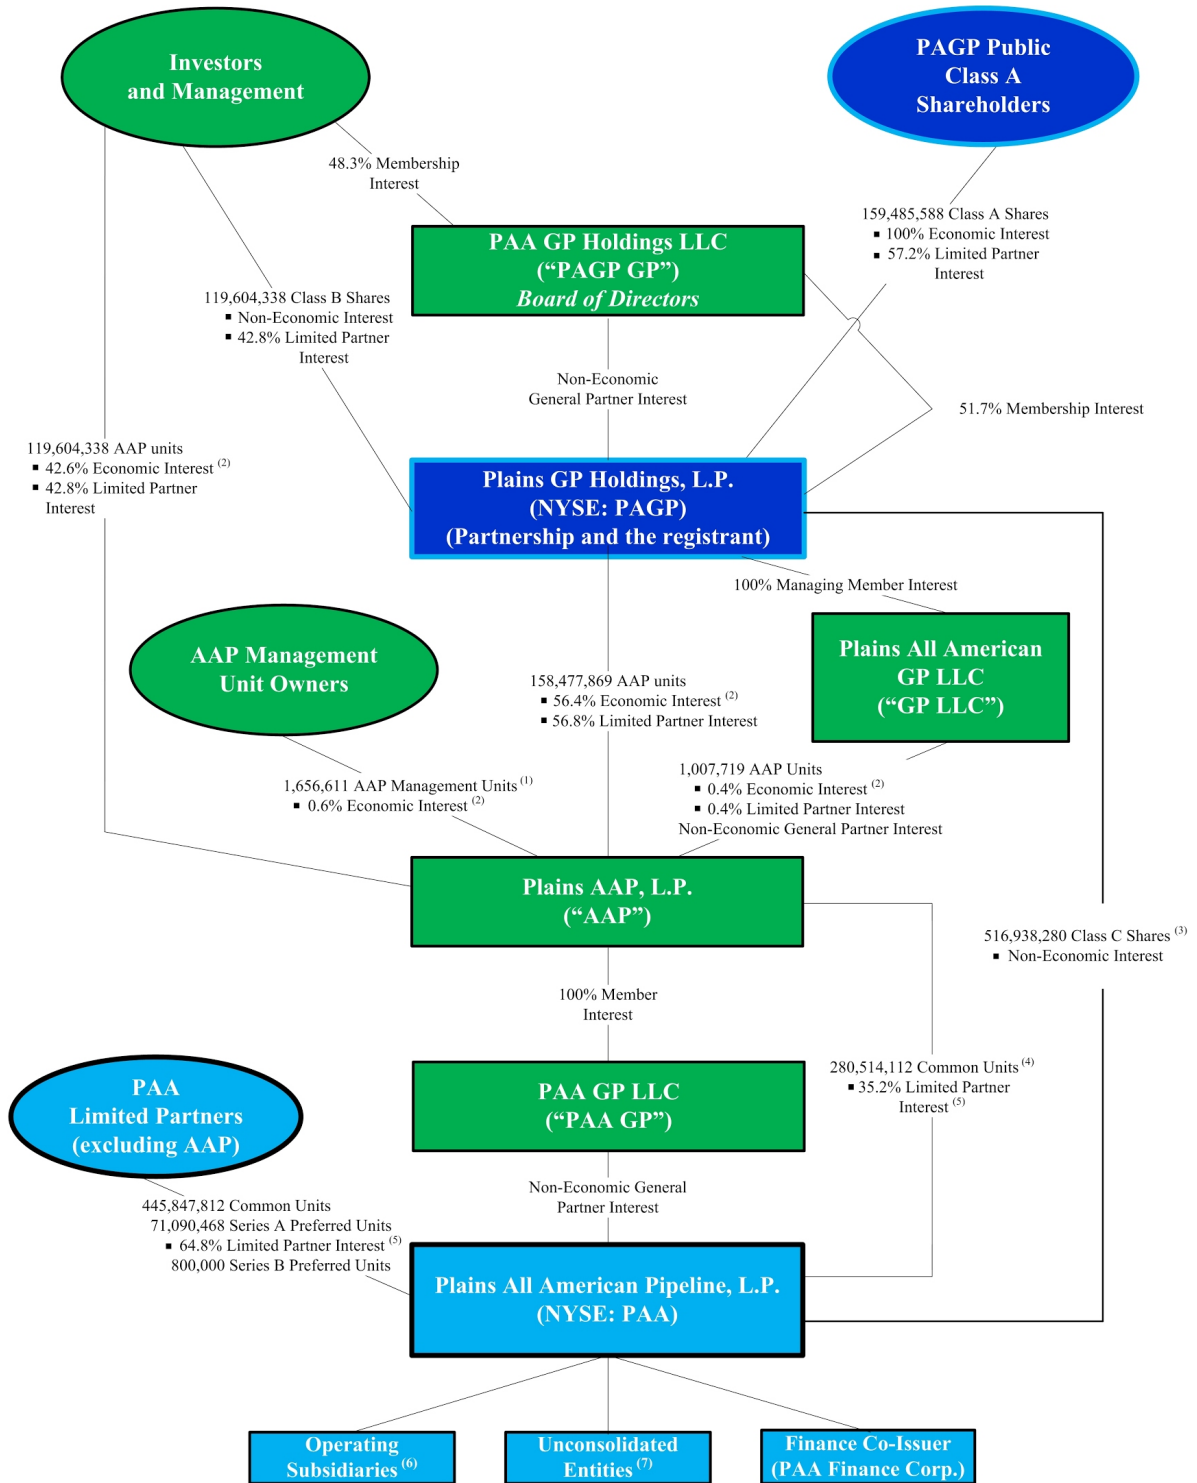 Investors
and Management
PAGP Public
Class A
Shareholders
48.3% Membership
Interest
159,485,588 Class A Shares
▪ 100% Economic Interest
▪ 57.2% Limited Partner
Interest
PAA GP Holdings LLC
(“PAGP GP”)
Board of Directors
119,604,338 Class B Shares
▪ Non-Economic Interest
▪ 42.8% Limited Partner
Interest
Non-Economic
General Partner Interest
51.7% Membership Interest
119,604,338 AAP units
▪ 42.6% Economic Interest (2)
▪ 42.8% Limited Partner
Interest
Plains GP Holdings, L.P.
(NYSE: PAGP)
(Partnership and the registrant)
100% Managing Member Interest
AAP Management
Unit Owners
Plains All American
GP LLC
(“GP LLC”)
158,477,869 AAP units
▪ 56.4% Economic Interest (2)
▪ 56.8% Limited Partner Interest
1,656,611 AAP Management Units (1)
▪ 0.6% Economic Interest (2)
1,007,719 AAP Units
▪ 0.4% Economic Interest (2)
▪ 0.4% Limited Partner Interest
Non-Economic General Partner Interest
Plains AAP, L.P.
(“AAP”)
516,938,280 Class C Shares (3)
▪ Non-Economic Interest
100% Member
Interest
280,514,112 Common Units (4)
▪ 35.2% Limited Partner
Interest (5)
PAA
Limited Partners
(excluding AAP)
PAA GP LLC
(“PAA GP”)
Non-Economic General
Partner Interest
445,847,812 Common Units
71,090,468 Series A Preferred Units
▪ 64.8% Limited Partner Interest (5)
800,000 Series B Preferred Units
Plains All American Pipeline, L.P.
(NYSE: PAA)
Operating
Subsidiaries (6)
Unconsolidated
Entities (7)
Finance Co-Issuer
(PAA Finance Corp.)